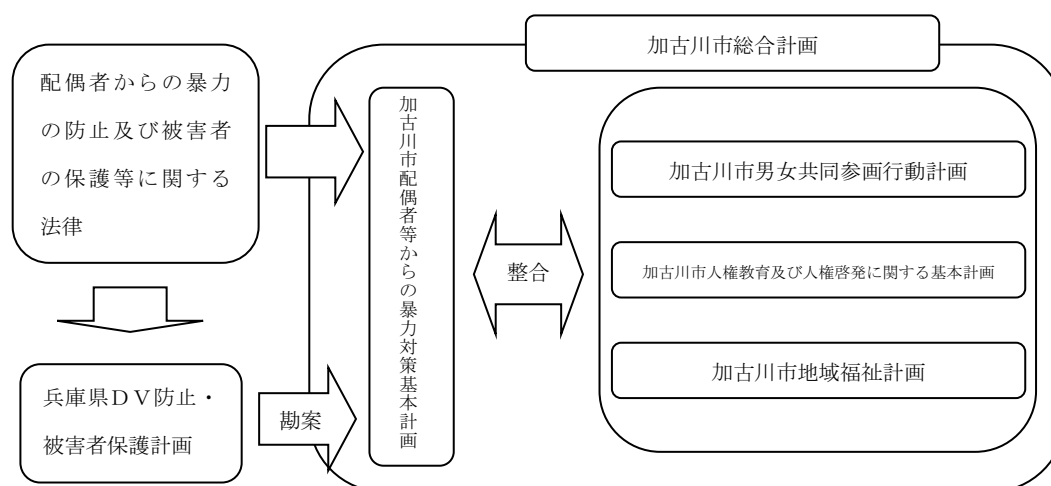 加古川市総合計画
配偶者からの暴力
の防止及び被害者
の保護等に関する
法律
加古川市配偶者等からの暴力対策基本計画
加古川市男女共同参画行動計画
整合
加古川市人権教育及び人権啓発に関する基本計画
加古川市地域福祉計画
兵庫県DV防止・
被害者保護計画
勘案